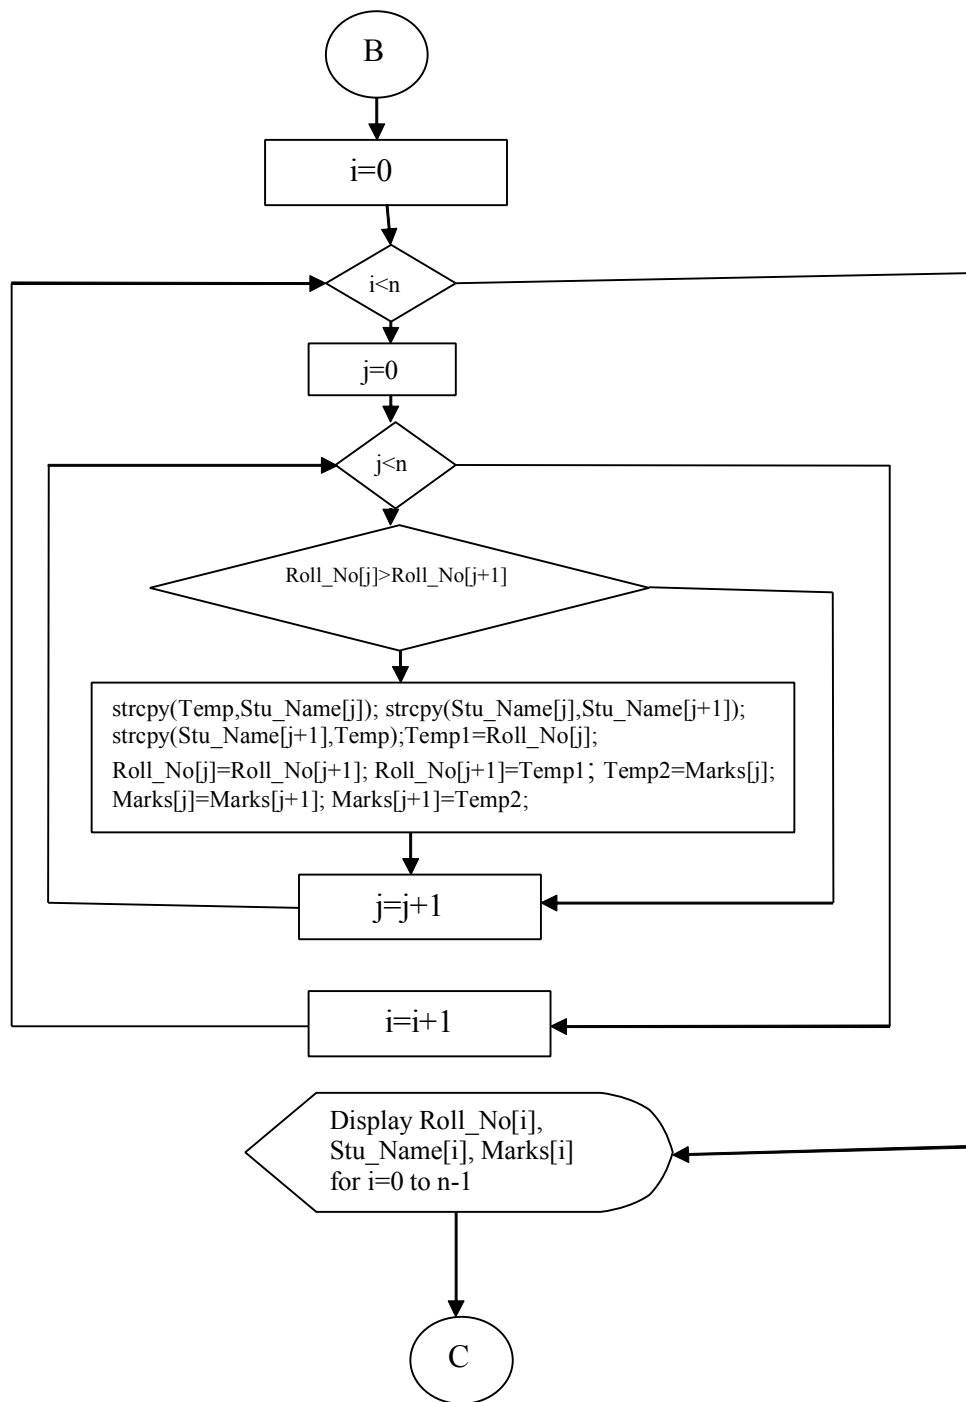 B
i=0
i<n
j=0
j<n
Roll_No[j]>Roll_No[j+1]
strcpy(Temp,Stu_Name[j]); strcpy(Stu_Name[j],Stu_Name[j+1]);
strcpy(Stu_Name[j+1],Temp);Temp1=Roll_No[j];
Roll_No[j]=Roll_No[j+1]; Roll_No[j+1]=Temp1; Temp2=Marks[j];
Marks[j]=Marks[j+1]; Marks[j+1]=Temp2;
j=j+1
i=i+1
Display Roll_No[i],
Stu_Name[i], Marks[i]
for i=0 to n-1
C